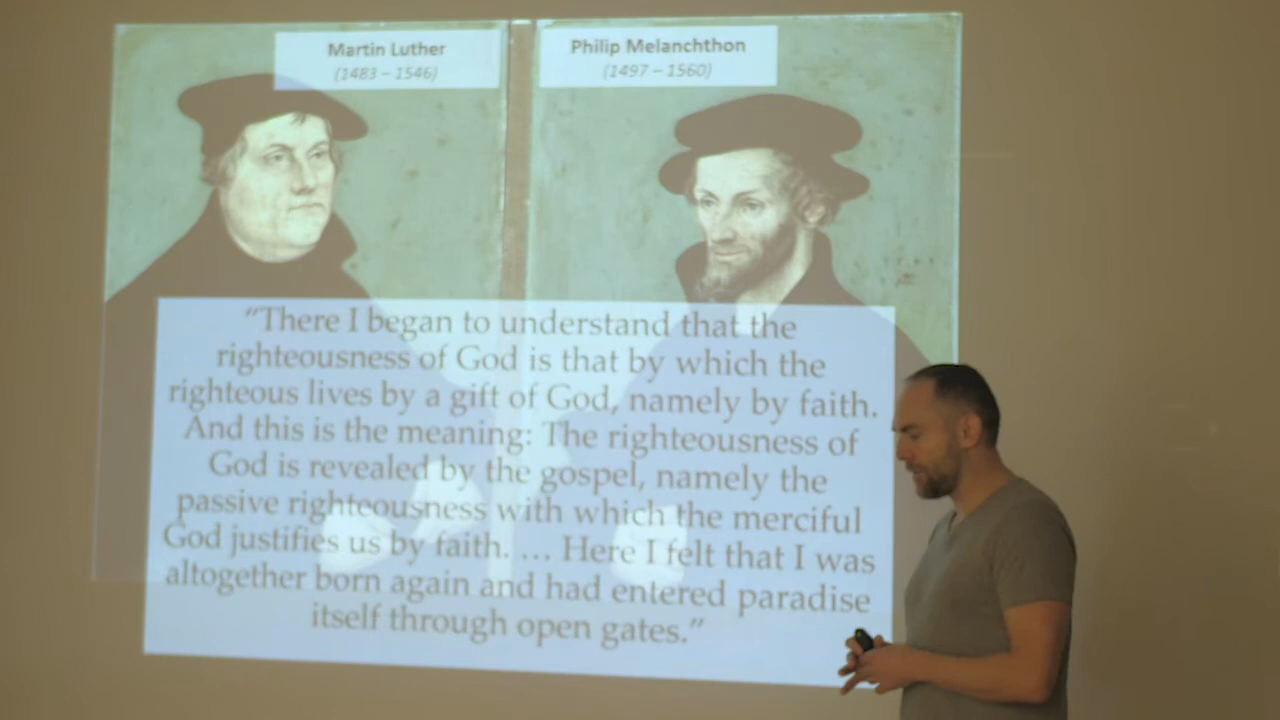 Martin Luther
(1483 – 1546)
Philip Melanchthon
(1497 – 1560)
“There I began to understand that the
righteousness of God is that by which the
righteous lives by a gift of God, namely by faith.
And this is the meaning: The righteousness of
God is revealed by the gospel, namely the
passive righteousness with which the merciful
God justifies us by faith. … Here I felt that I was
altogether born again and had entered paradise
itself through open gates.”